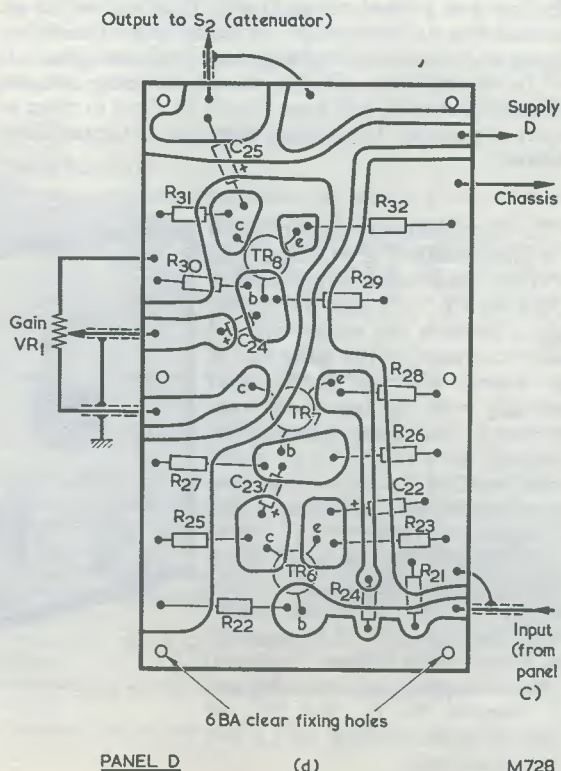 Output to S2 (attenuator)
Supply
D
Chassis
C25
+
R31
c
e
R32
TR8
R30
b
R29
Gain
VR1
+
C24
c
e
R28
TR7
b
R26
R27
C23
+
+
C22
R25
c
e
R23
TR6
R24
R21
R22
b
Input
(from
panel
C)
6BA clear fixing holes
PANEL D
(d)
M728